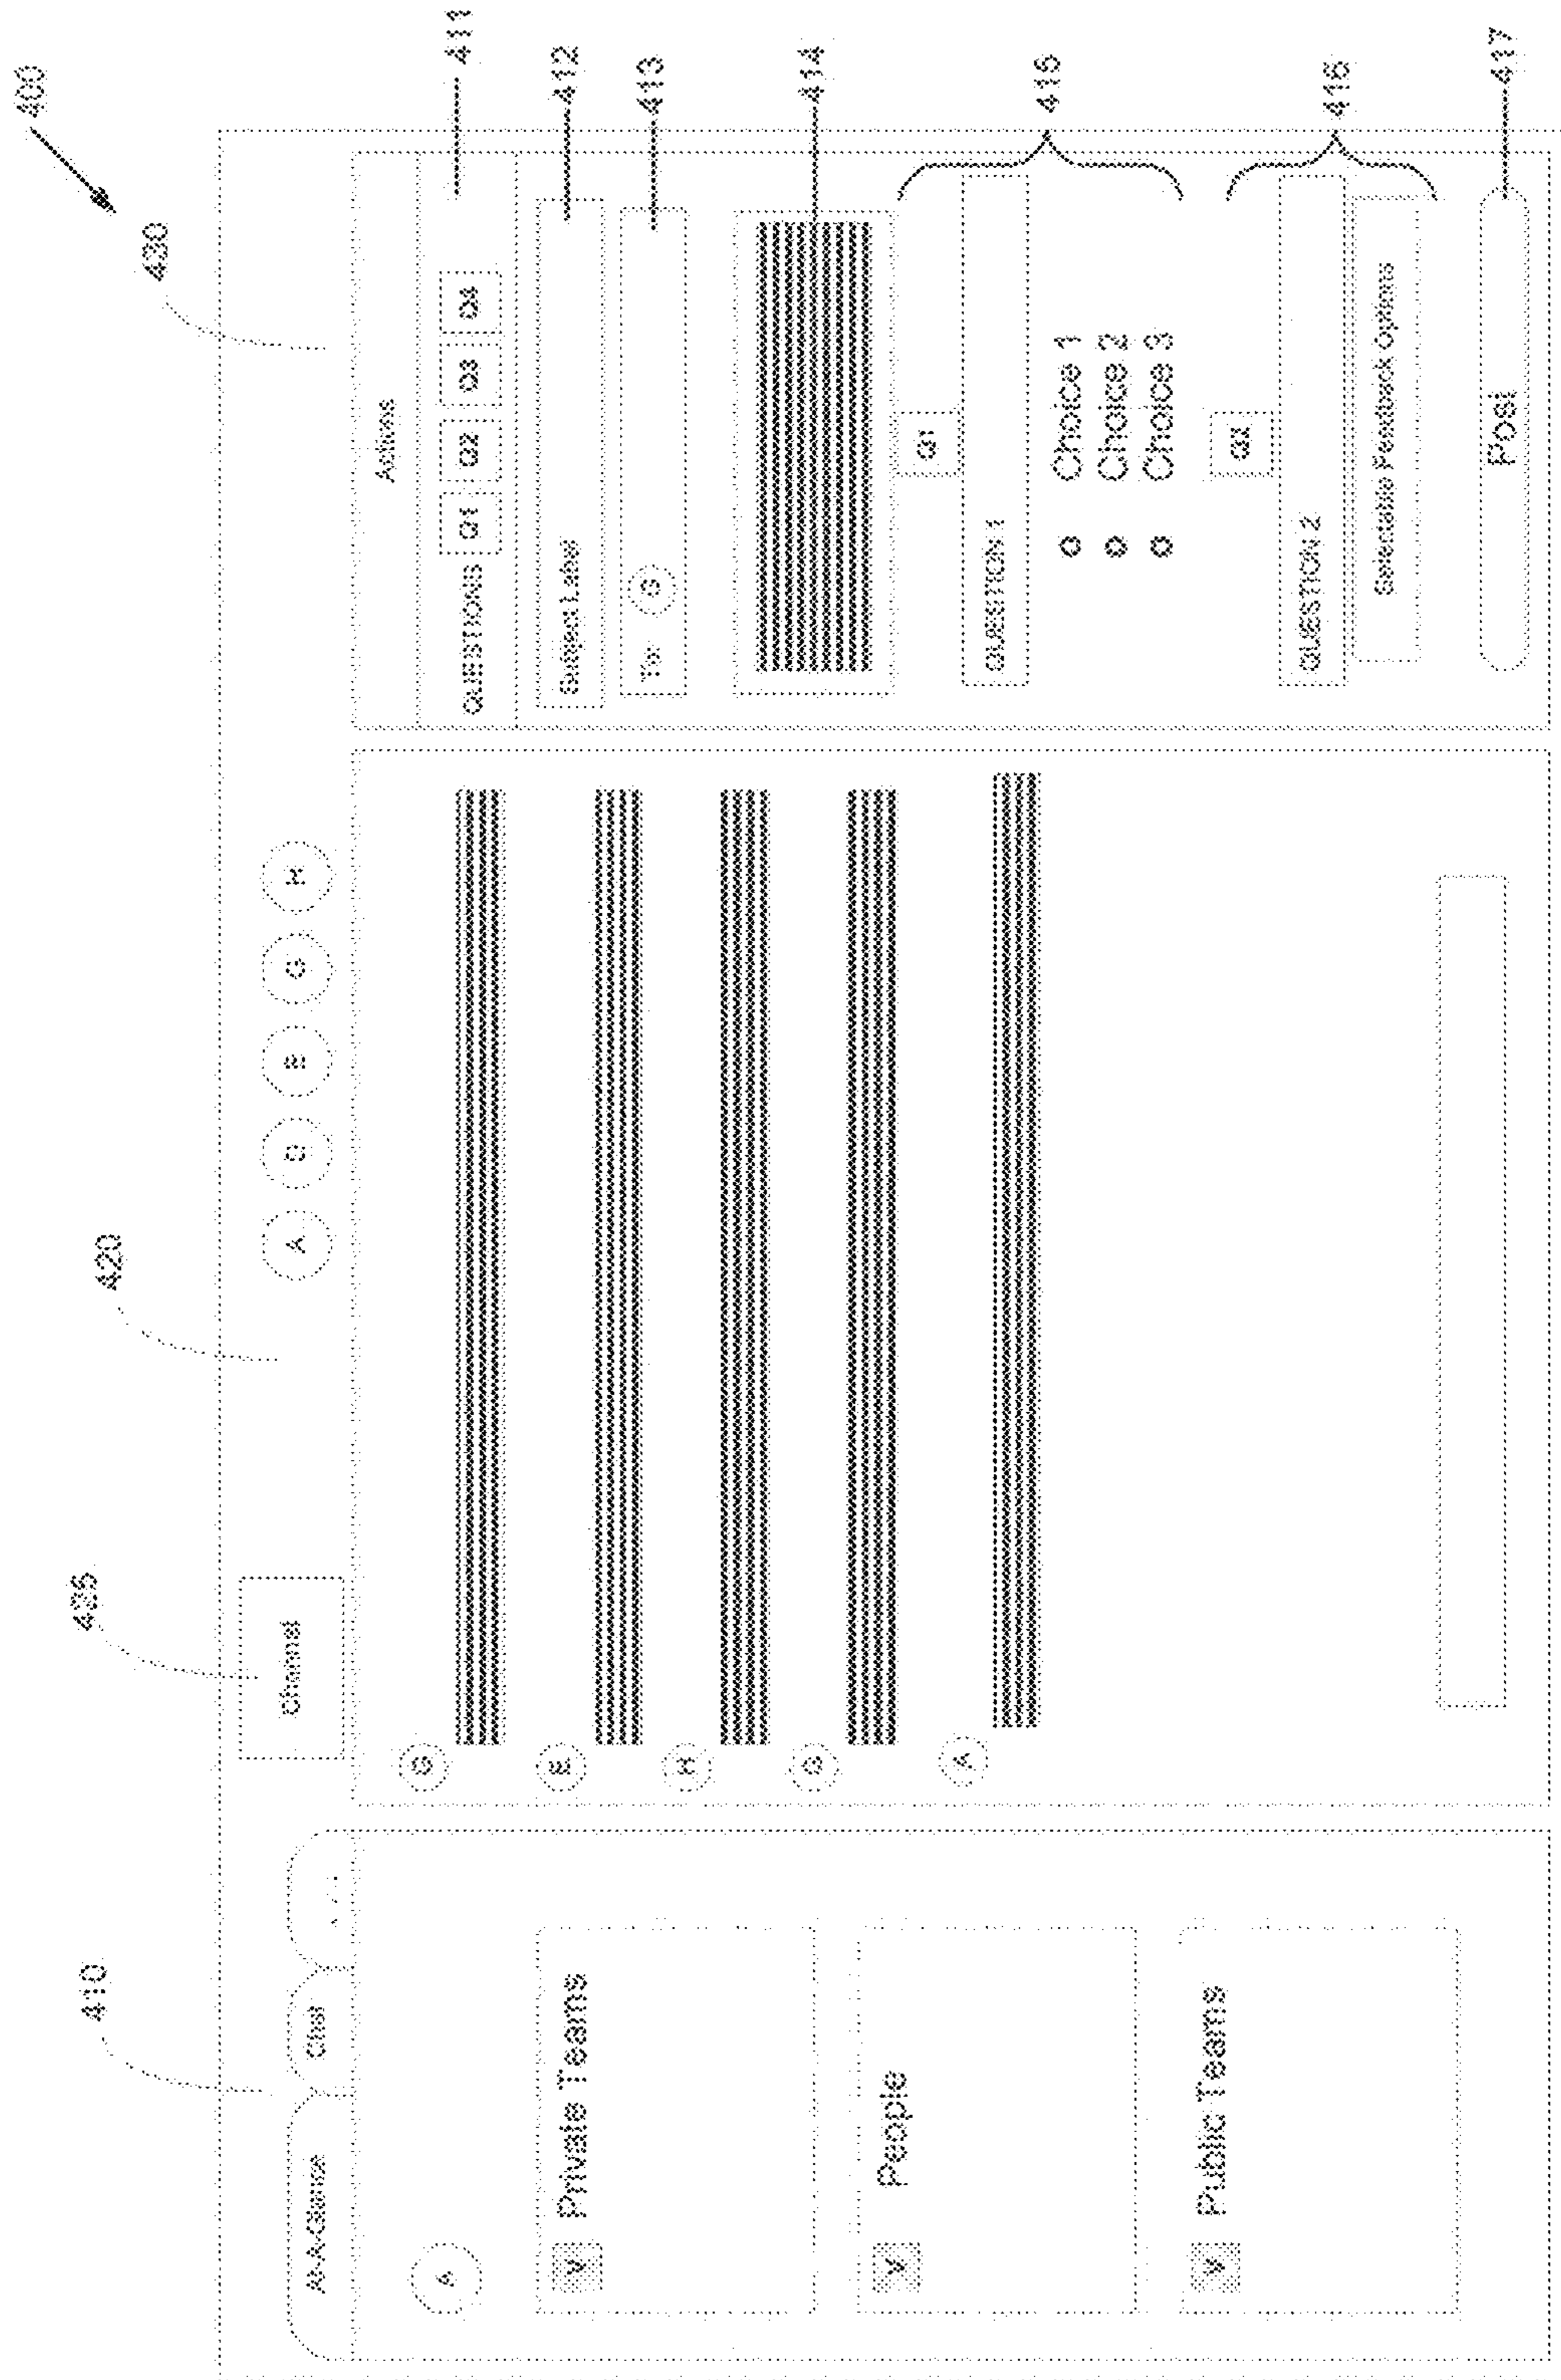 400
410
435
420
430
At-A-Glance
Chat
...
Channel
A
D
E
G
H
Actions
QUESTIONS Q1 Q2 Q3 Q4
411
Subject Label
412
To: G
413
414
Q1
QUESTION 1
Choice 1
Choice 2
Choice 3
415
Q2
QUESTION 2
Selectable Feedback Options
416
Post
417
G
E
H
G
A
A
V Private Teams
V People
V Public Teams